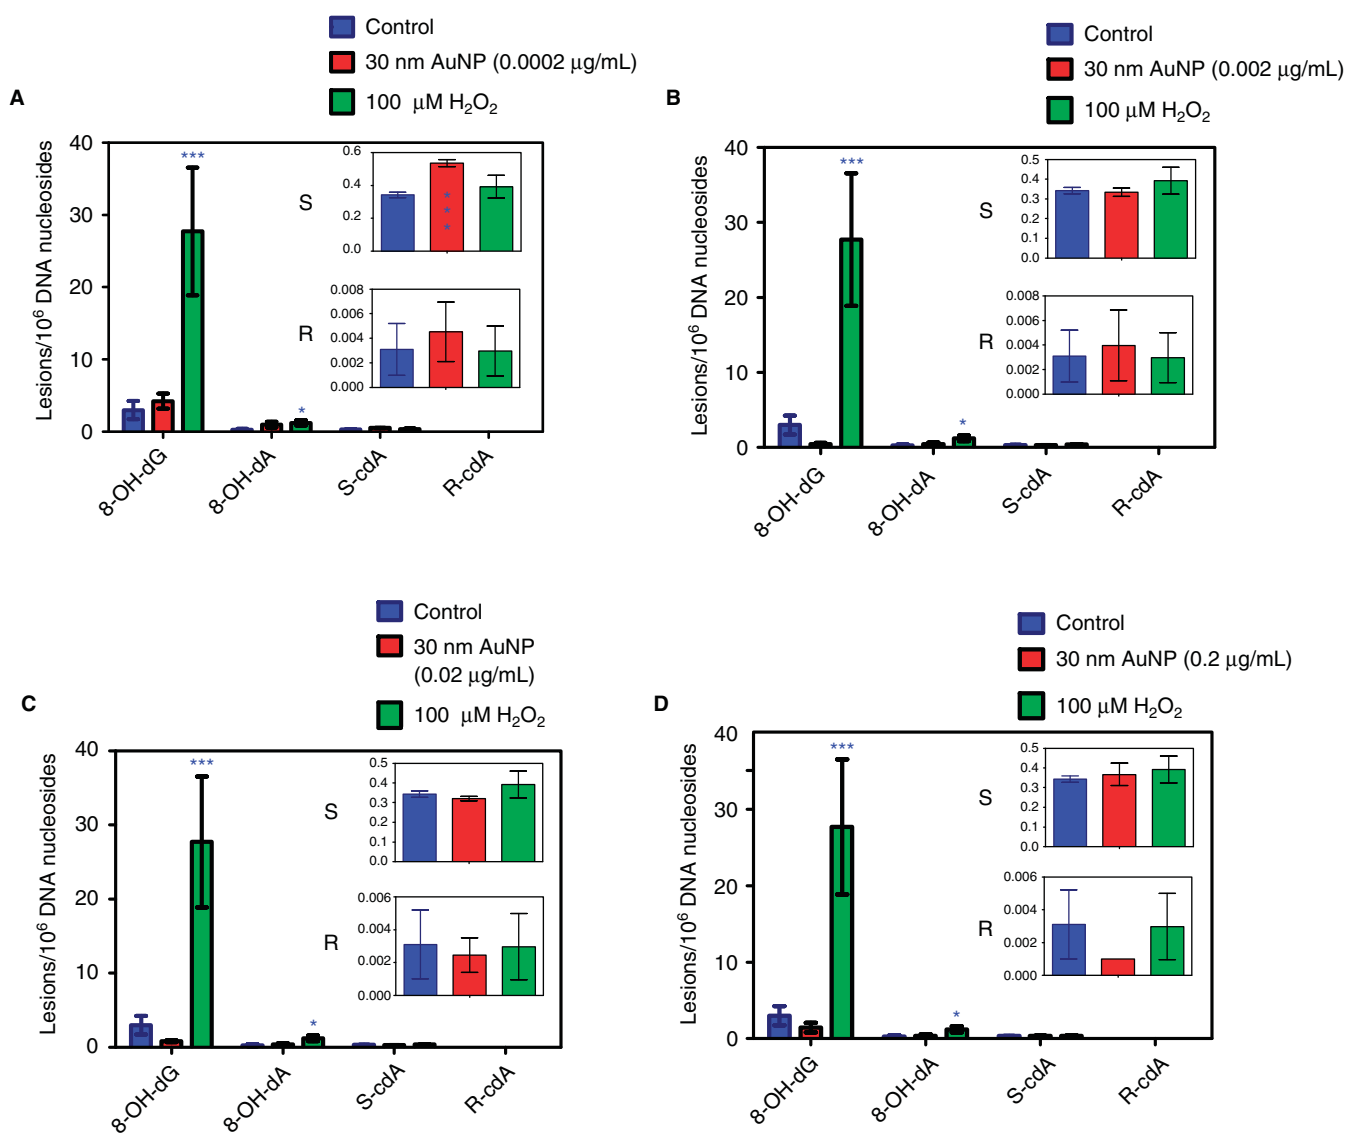 A
Control
30 nm AuNP (0.0002 μg/mL)
100 μM H₂O₂
Lesions/10⁶ DNA nucleosides
40
30
20
10
0
***
*
8-OH-dG
8-OH-dA
S-cdA
R-cdA
S
0.6
0.4
0.2
0.0
*
*
*
R
0.008
0.006
0.004
0.002
0.000
B
Control
30 nm AuNP (0.002 μg/mL)
100 μM H₂O₂
Lesions/10⁶ DNA nucleosides
40
30
20
10
0
***
*
8-OH-dG
8-OH-dA
S-cdA
R-cdA
S
0.5
0.4
0.3
0.2
0.1
0.0
R
0.008
0.006
0.004
0.002
0.000
C
Control
30 nm AuNP
(0.02 μg/mL)
100 μM H₂O₂
Lesions/10⁶ DNA nucleosides
40
30
20
10
0
***
*
8-OH-dG
8-OH-dA
S-cdA
R-cdA
S
0.5
0.4
0.3
0.2
0.1
0.0
R
0.006
0.004
0.002
0.000
D
Control
30 nm AuNP (0.2 μg/mL)
100 μM H₂O₂
Lesions/10⁶ DNA nucleosides
40
30
20
10
0
***
*
8-OH-dG
8-OH-dA
S-cdA
R-cdA
S
0.5
0.4
0.3
0.2
0.1
0.0
R
0.006
0.004
0.002
0.000